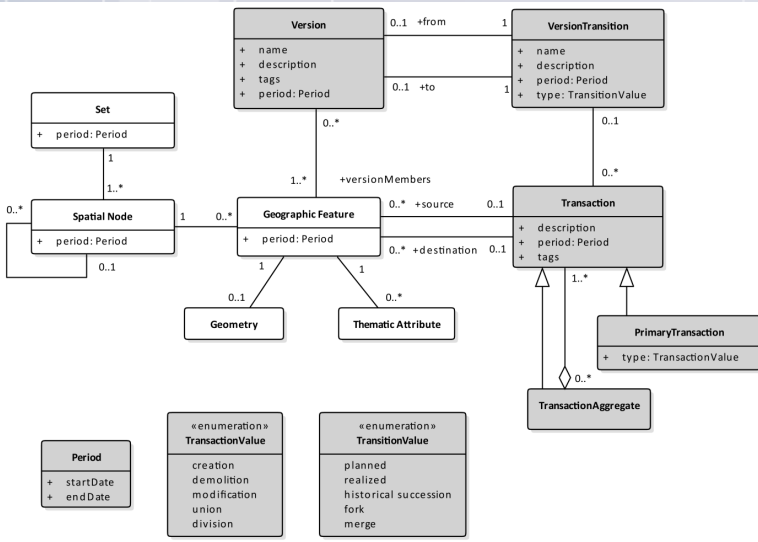 Version
+ name
+ description
+ tags
+ period: Period
0..1 +from 1
0..1 +to 1
VersionTransition
+ name
+ description
+ period: Period
+ type: TransitionValue
Set
+ period: Period
1
1..*
0..*
1..* +versionMembers
0..1
0..*
0..*
Spatial Node
+ period: Period
0..1
1 0..*
Geographic Feature
+ period: Period
0..* +source 0..1
0..* +destination 0..1
Transaction
+ description
+ period: Period
+ tags
1
0..1
Geometry
1
0..*
Thematic Attribute
1..*
0..*
PrimaryTransaction
+ type: TransactionValue
TransactionAggregate
Period
+ startDate
+ endDate
«enumeration»
TransactionValue
creation
demolition
modification
union
division
«enumeration»
TransitionValue
planned
realized
historical succession
fork
merge